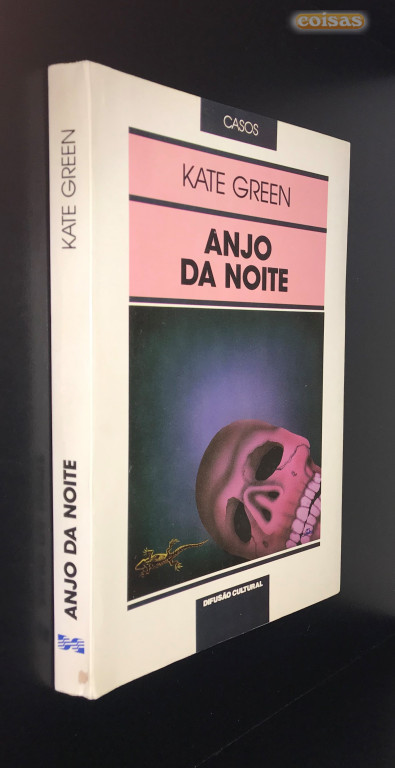 coisas
CASOS
KATE GREEN
ANJO
DA NOITE
DIFUSÃO CULTURAL
KATE GREEN
ANJO DA NOITE